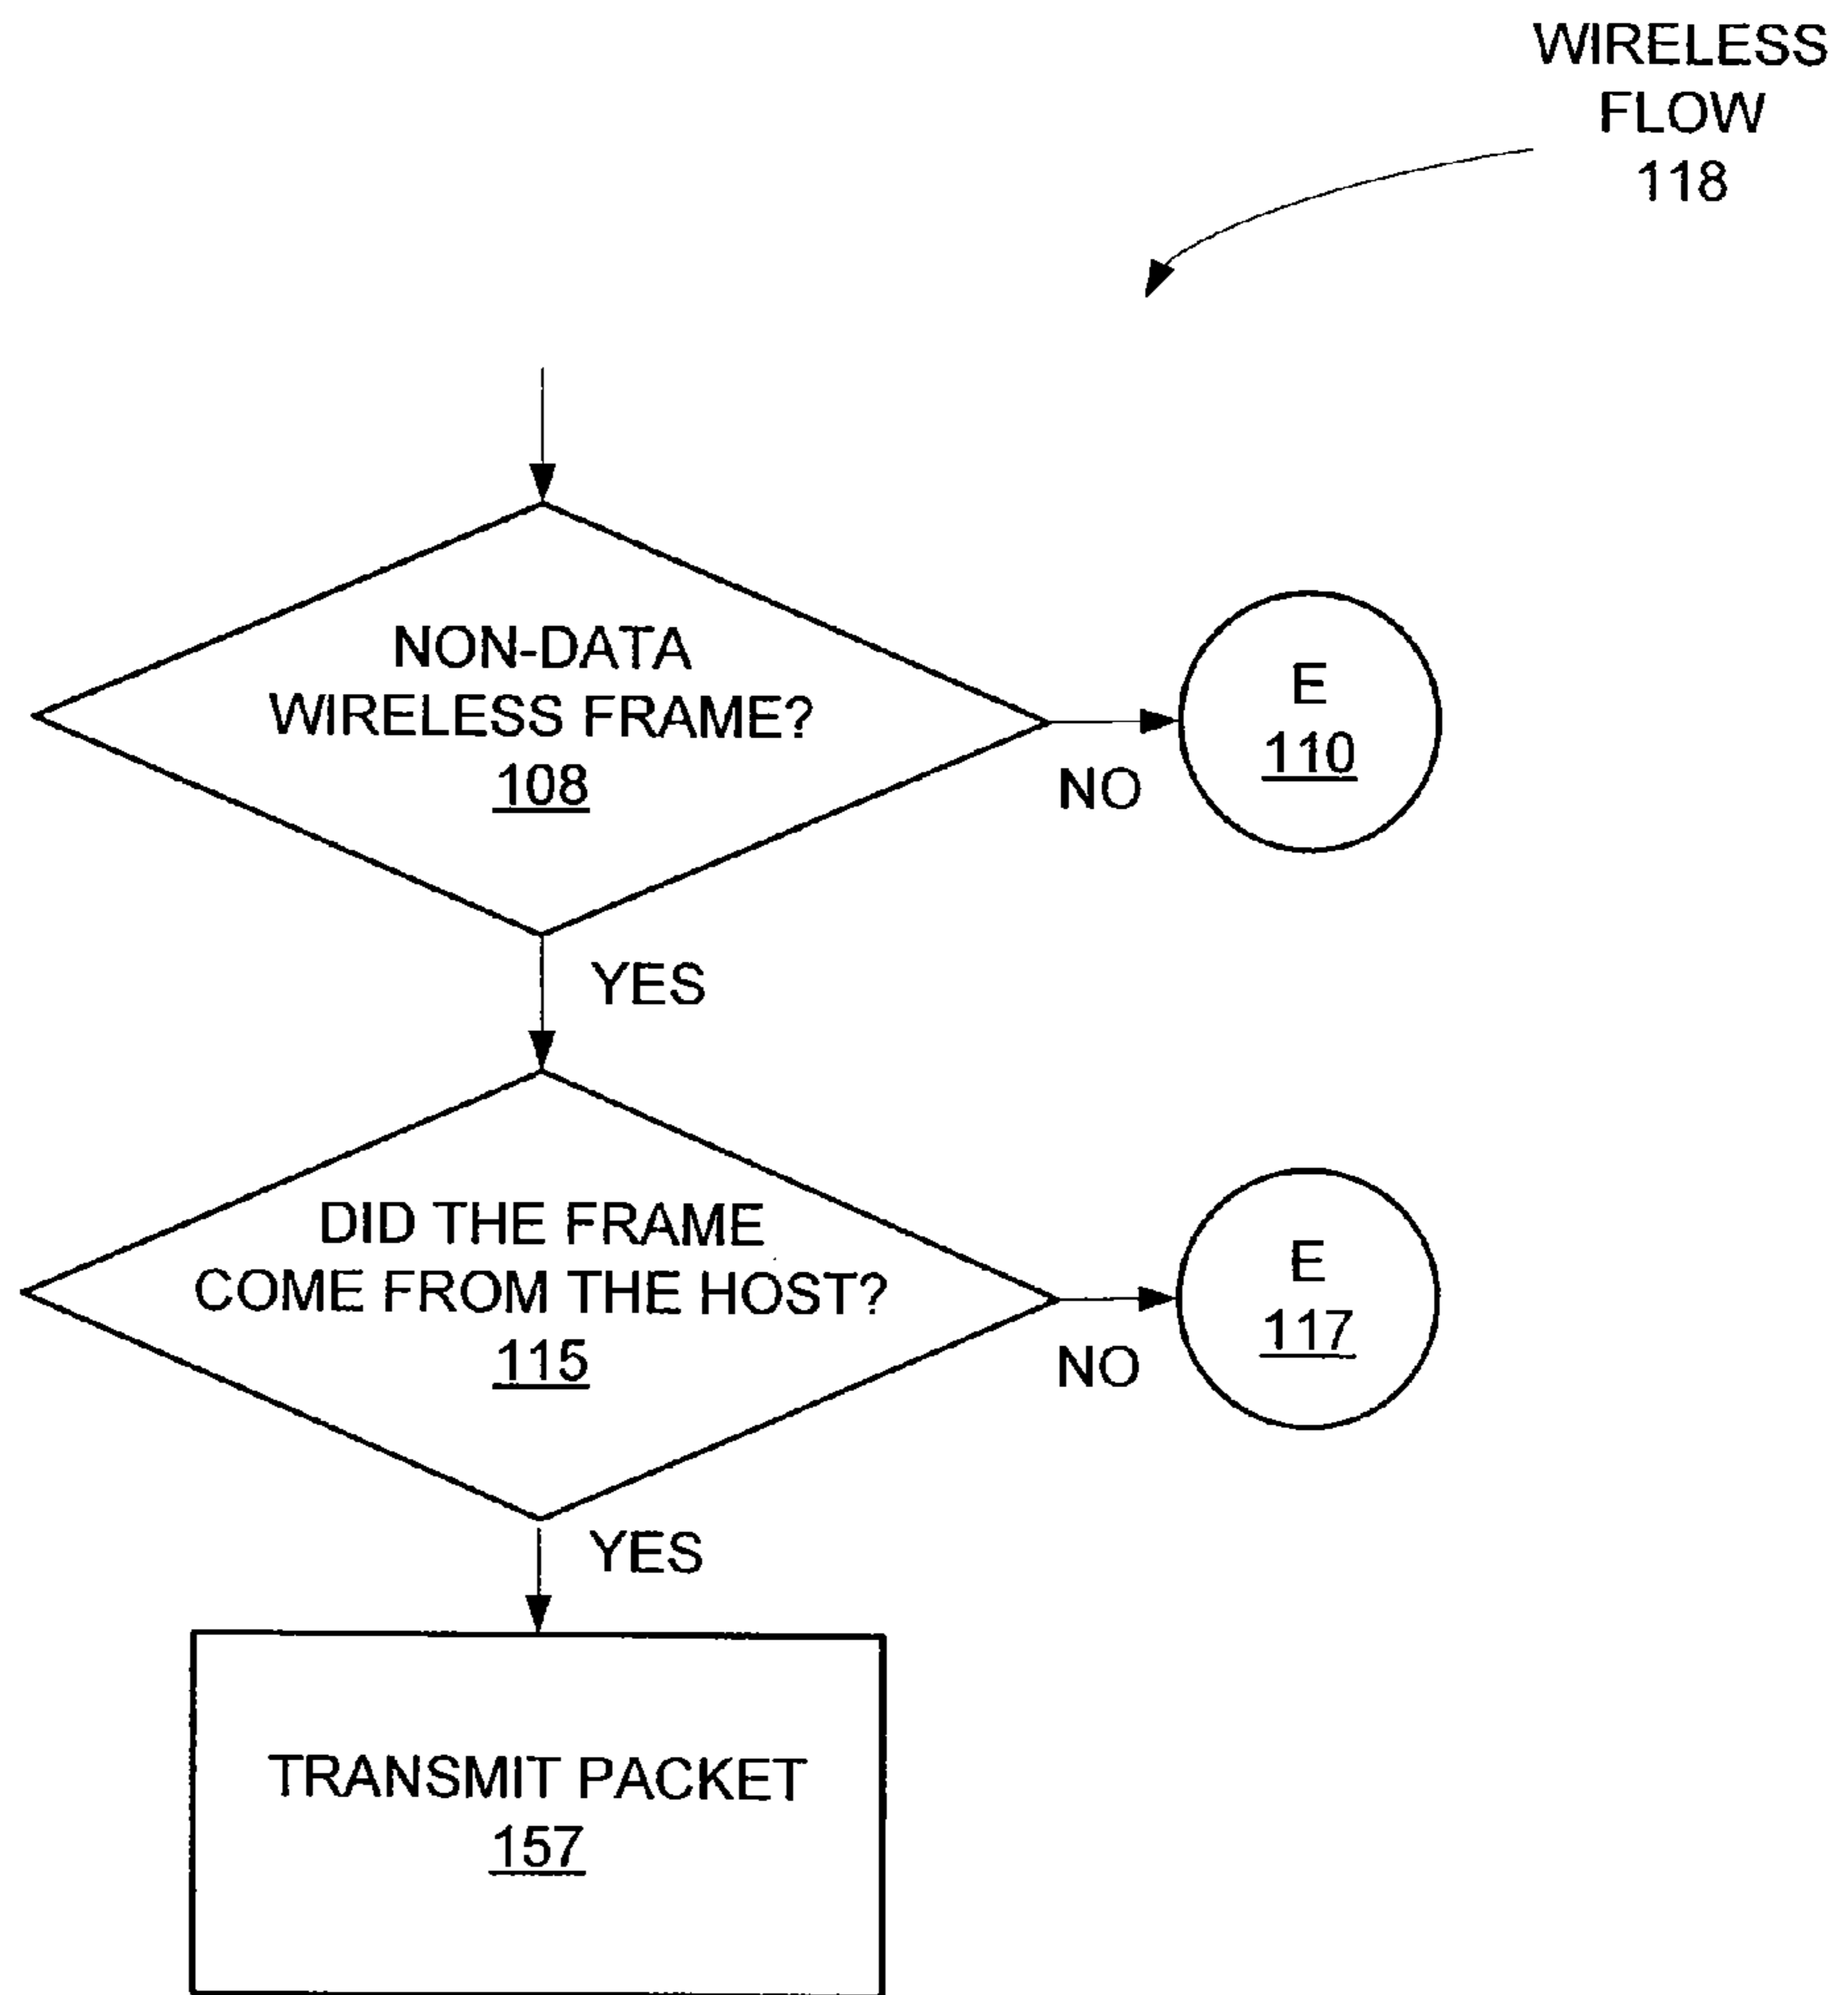 WIRELESS
FLOW
118
NON-DATA
WIRELESS FRAME?
108
E
110
NO
YES
DID THE FRAME
COME FROM THE HOST?
115
E
117
NO
YES
TRANSMIT PACKET
157